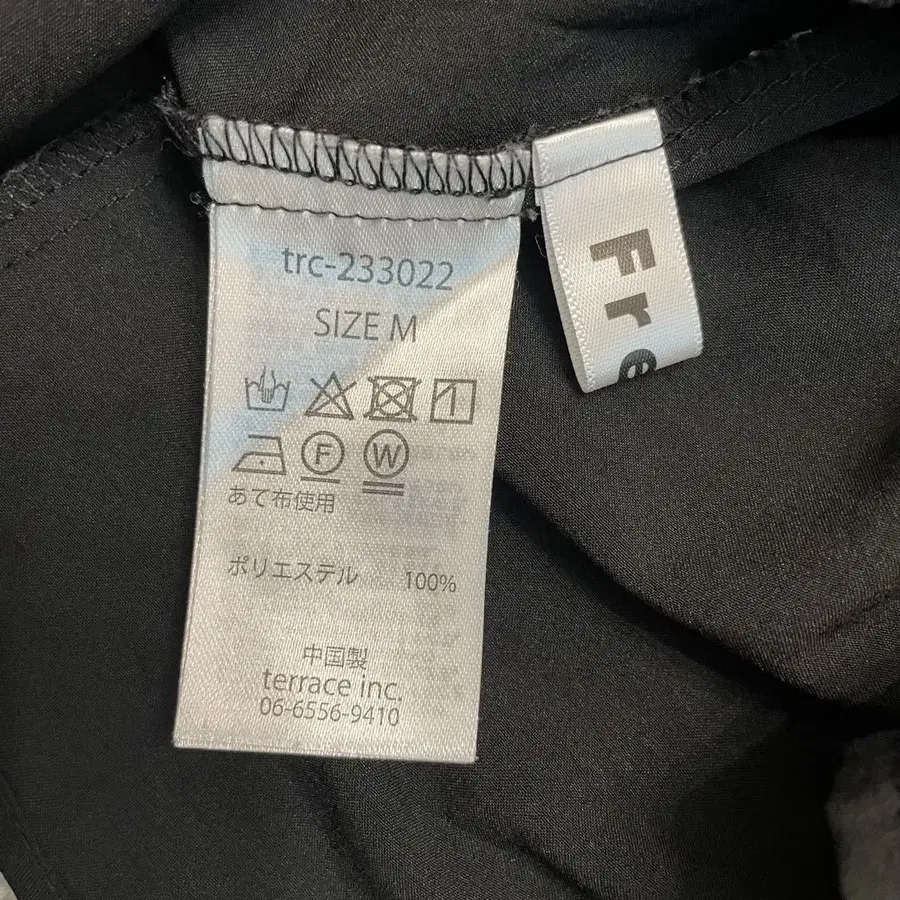 trc-233022
SIZE M
F W
あて布使用
ポリエステル 100%
中国製
terrace inc.
06-6556-9410
Fre